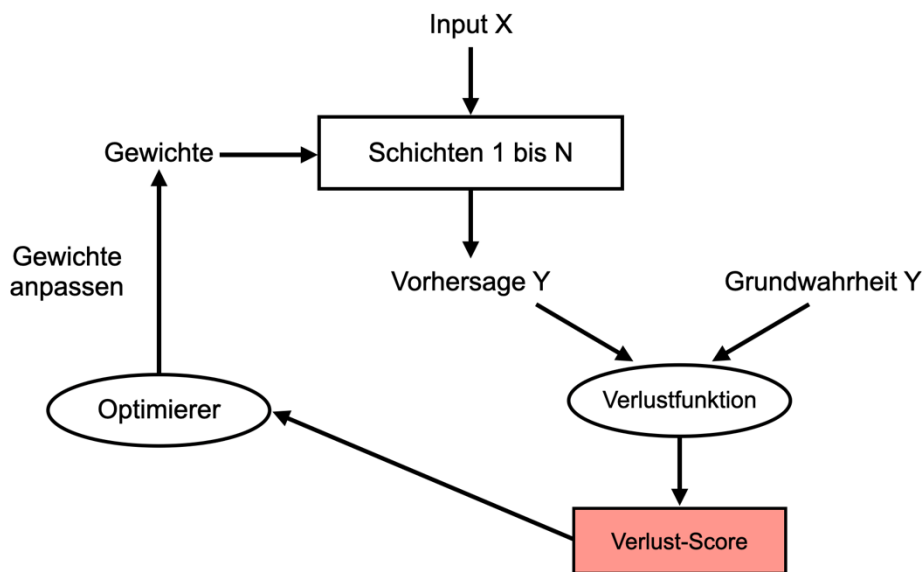 Input X
Gewichte
Schichten 1 bis N
Gewichte
anpassen
Vorhersage Y
Grundwahrheit Y
Optimierer
Verlustfunktion
Verlust-Score